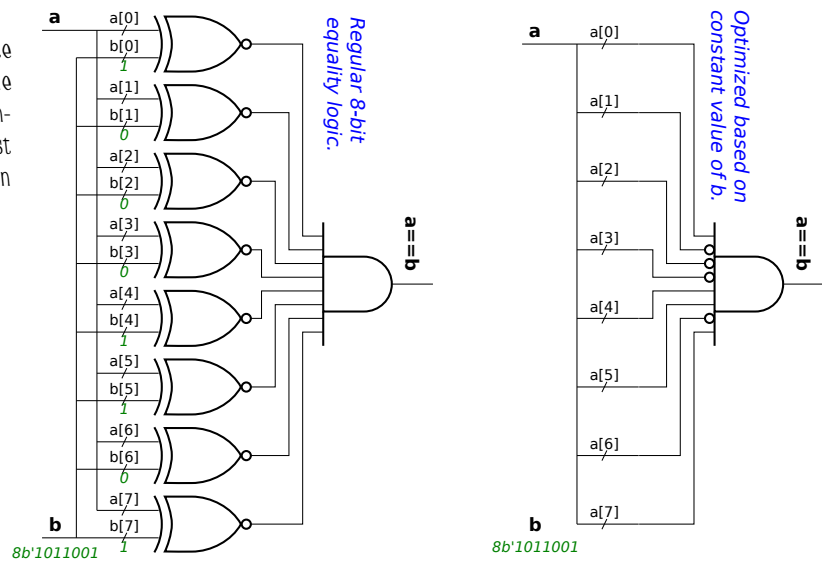 a
a[0]
b[0]
1
a[1]
b[1]
0
a[2]
b[2]
0
a[3]
b[3]
0
a[4]
b[4]
1
a[5]
b[5]
1
a[6]
b[6]
0
a[7]
b[7]
1
b
8b'1011001
Regular 8-bit
equality logic.
a==b
a
a[0]
a[1]
a[2]
a[3]
a[4]
a[5]
a[6]
a[7]
b
8b'1011001
Optimized based on
constant value of b.
a==b